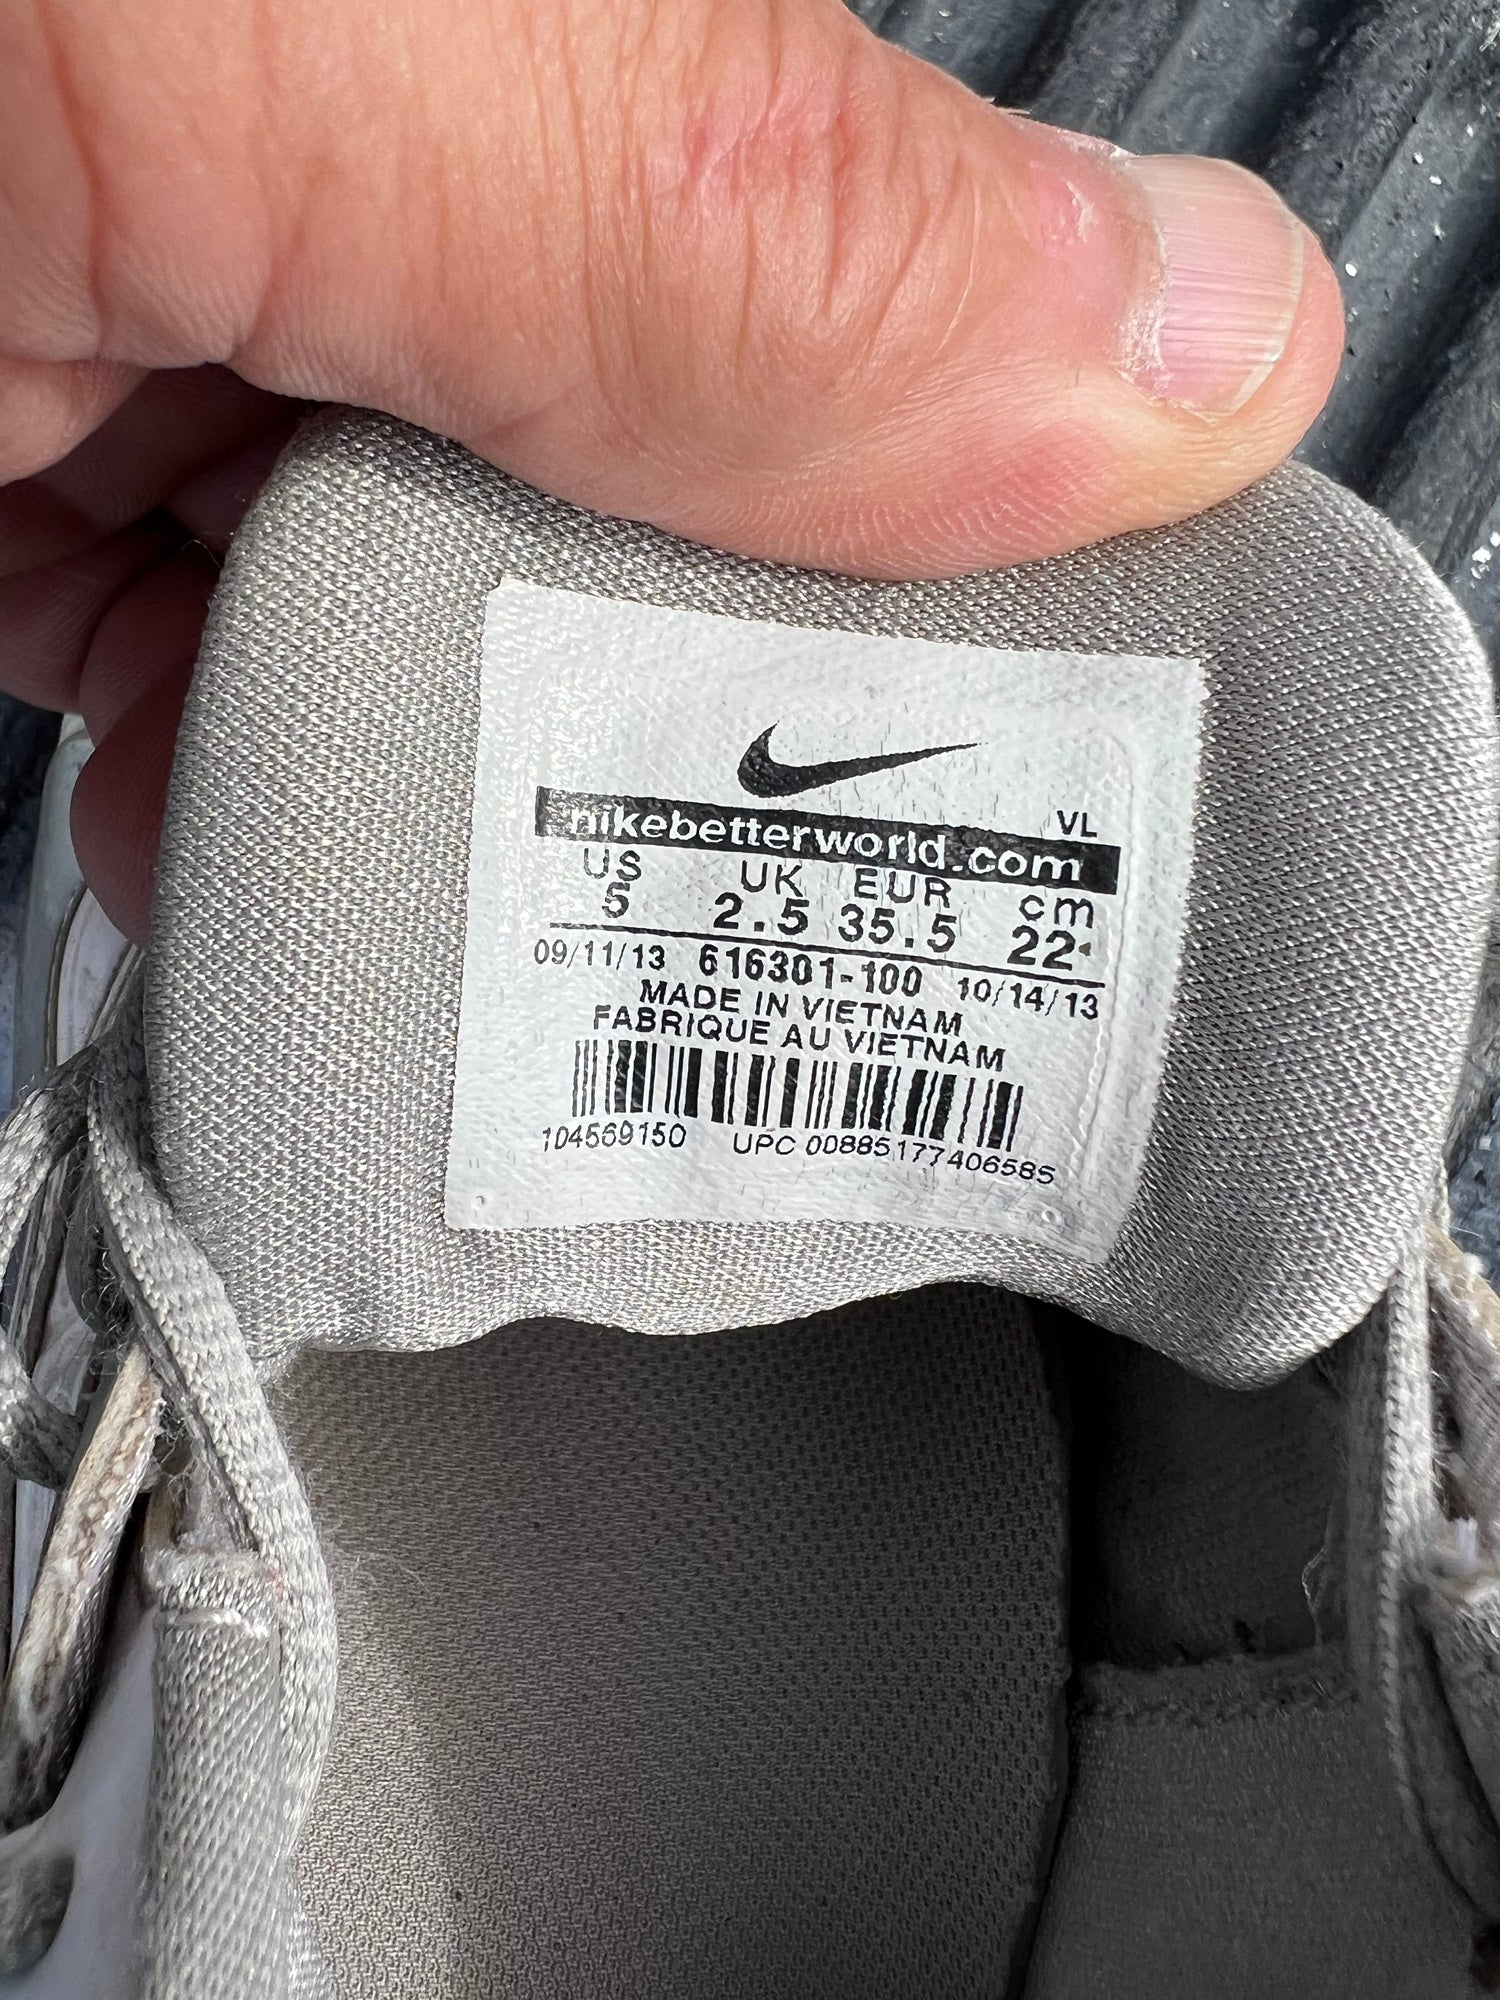 VL
nikebetterworld.com
US UK EUR cm
5 2.5 35.5 22
09/11/13 616301-100 10/14/13
MADE IN VIETNAM
FABRIQUE AU VIETNAM
104569150 UPC 00885177406585